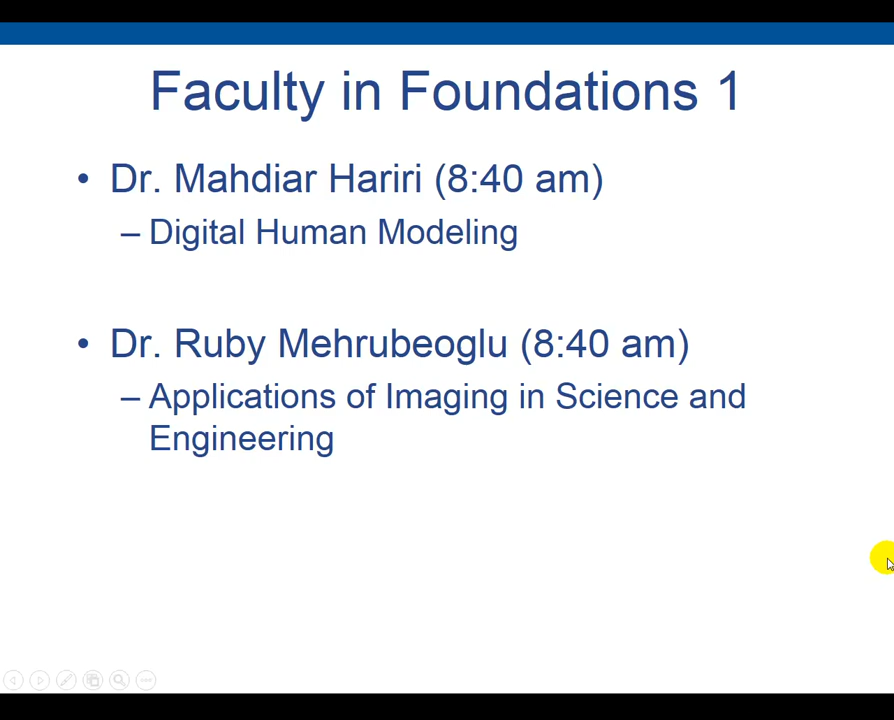 Faculty in Foundations 1
• Dr. Mahdiar Hariri (8:40 am)
– Digital Human Modeling
• Dr. Ruby Mehrubeoglu (8:40 am)
– Applications of Imaging in Science and
Engineering